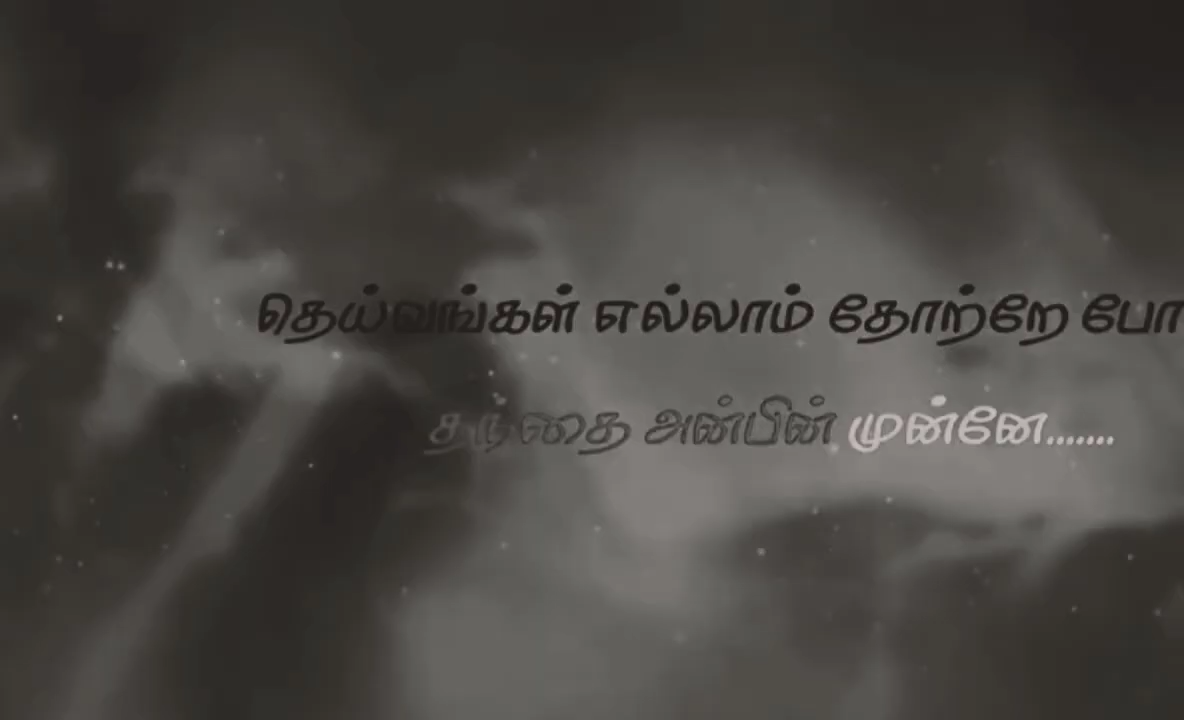 தெய்வங்கள் எல்லாம் தோற்றே போ
தந்தை அன்பின் முன்னே.......